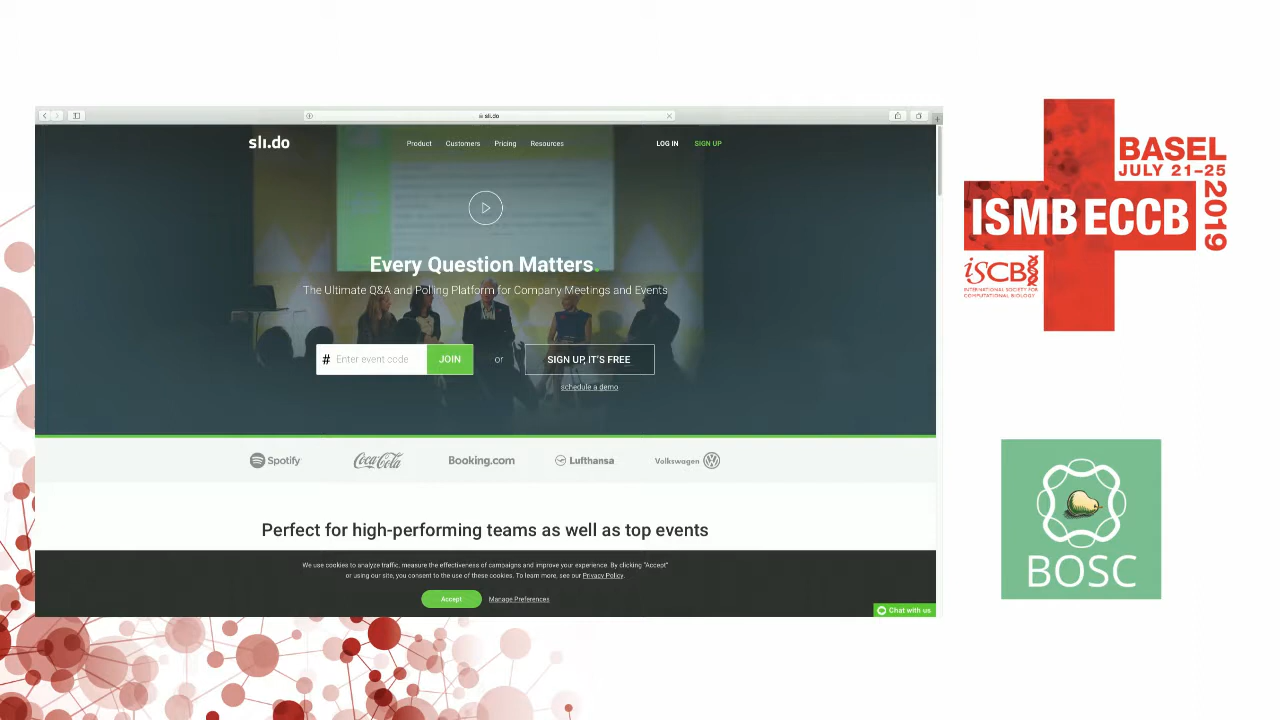 sli.do
sli.do
Product Customers Pricing Resources LOG IN SIGN UP
Every Question Matters.
The Ultimate Q&A and Polling Platform for Company Meetings and Events
# Enter event code JOIN or SIGN UP, IT'S FREE
schedule a demo
Spotify Coca-Cola Booking.com Lufthansa Volkswagen
Perfect for high-performing teams as well as top events
We use cookies to analyze traffic, measure the effectiveness of campaigns and improve your experience. By clicking "Accept"
or using our site, you consent to the use of these cookies. To learn more, see our Privacy Policy.
Accept Manage Preferences
Chat with us
BASEL
JULY 21-25
2019
ISMB ECCB
ISCB
INTERNATIONAL SOCIETY FOR
COMPUTATIONAL BIOLOGY
BOSC